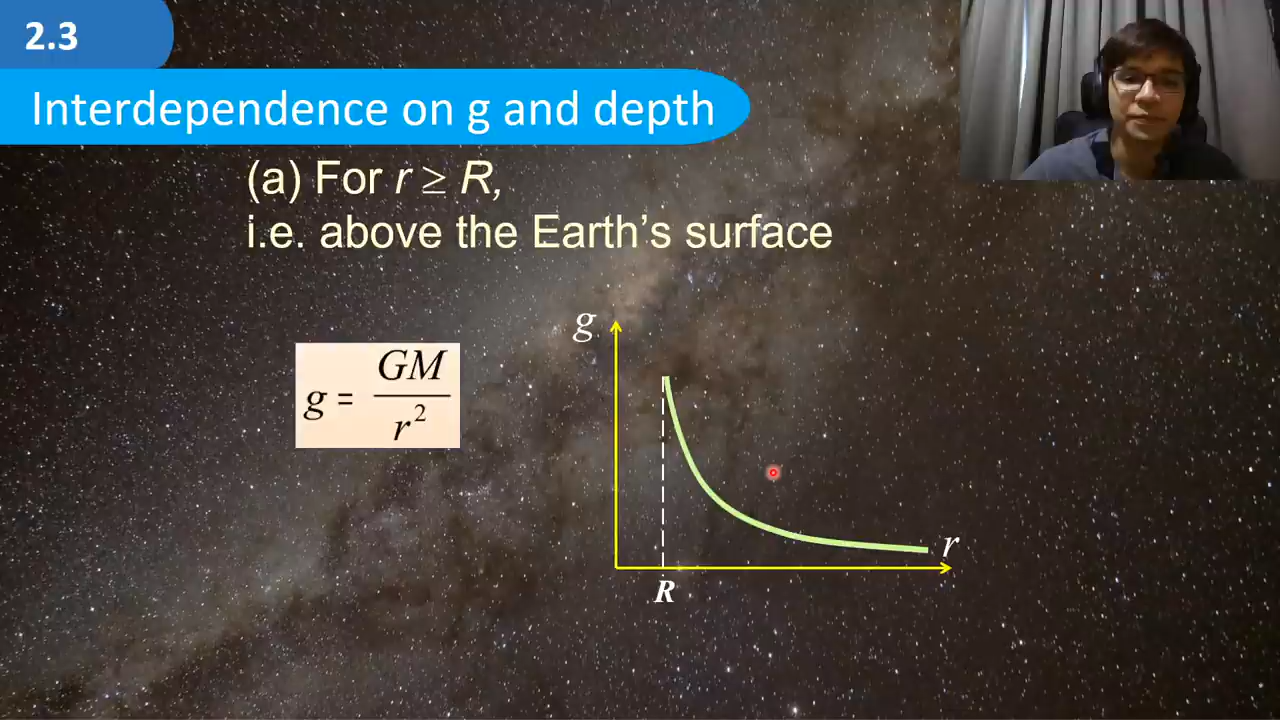 2.3
Interdependence on g and depth
(a) For r ≥ R,
i.e. above the Earth's surface
g = GM / r²
g
r
R